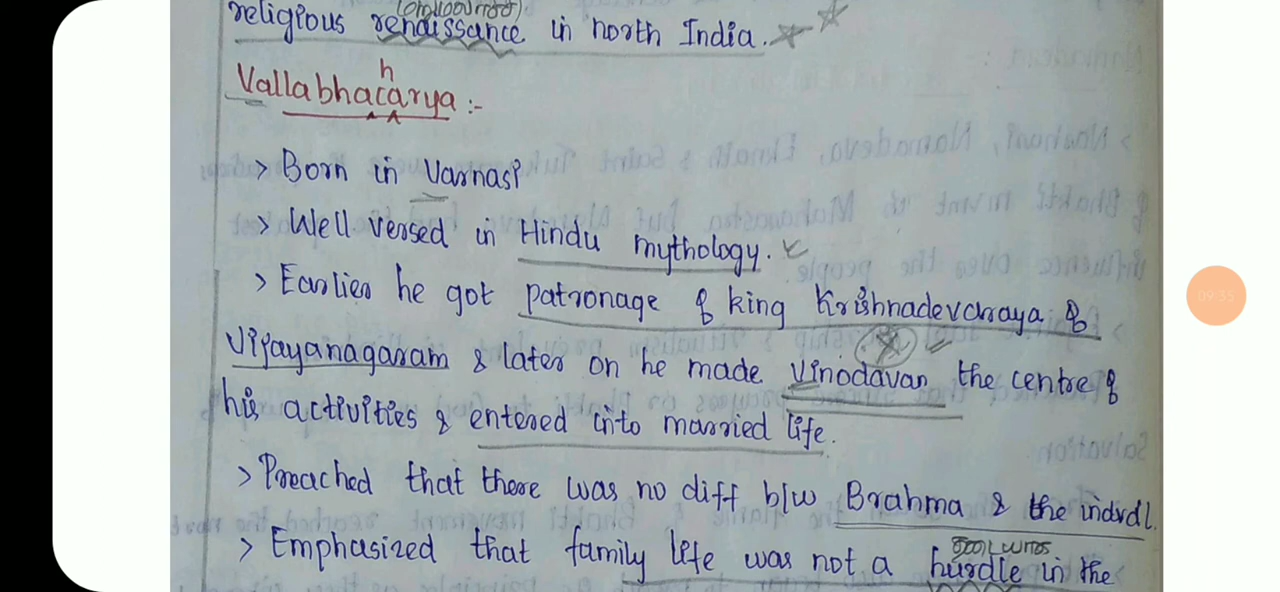 religious renaissance in north India.
h
Vallabhacarya :-
> Born in Varnasi
> Well versed in Hindu mythology.
> Earlier he got patronage of king Krishnadevaraya of
Vijayanagaram & later on he made Vinodavan the centre of
his activities & entered into married life.
> Preached that there was no diff b/w Brahma & the indvdl.
> Emphasized that family life was not a hurdle in the
09:35